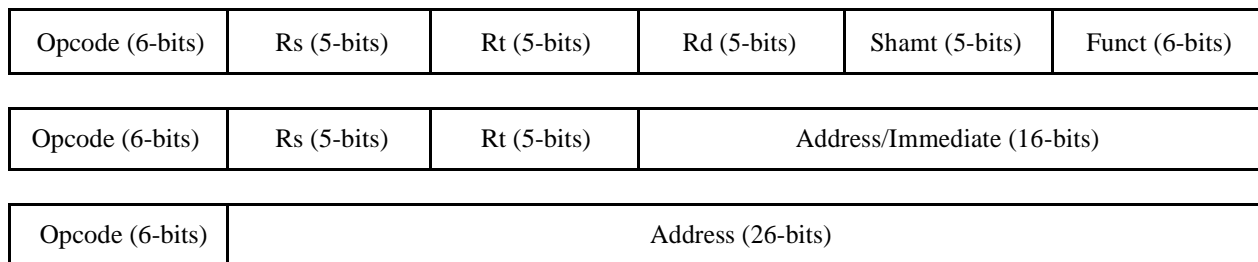 Opcode (6-bits) Rs (5-bits) Rt (5-bits) Rd (5-bits) Shamt (5-bits) Funct (6-bits)
Opcode (6-bits) Rs (5-bits) Rt (5-bits) Address/Immediate (16-bits)
Opcode (6-bits) Address (26-bits)